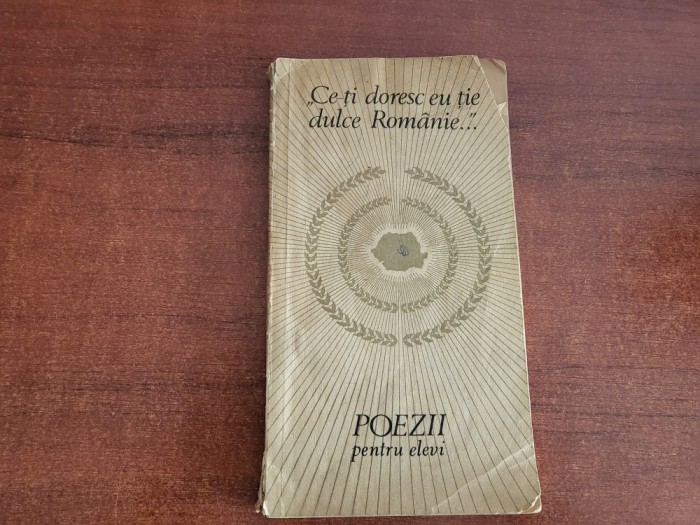 „Ce-ți doresc eu ție
dulce Românie..."
POEZII
pentru elevi